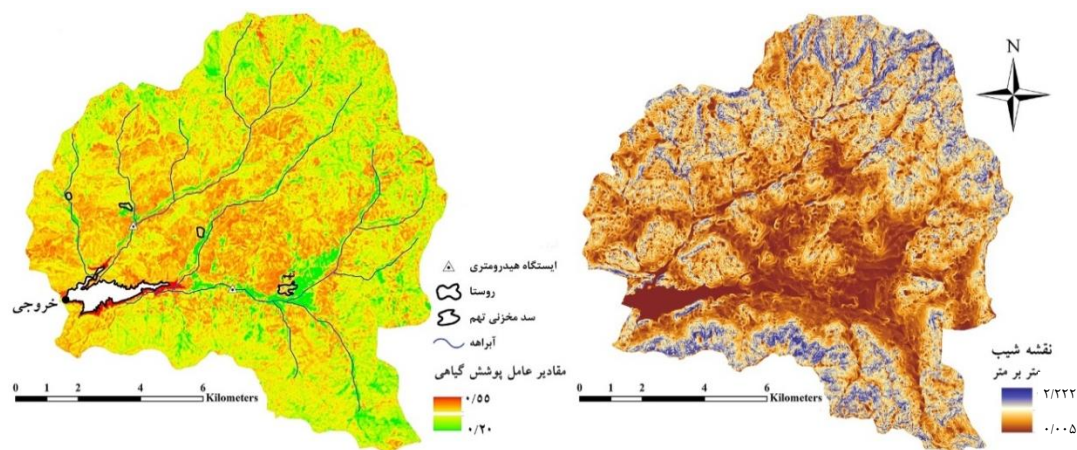 خروجی
ایستگاه هیدرومتری
روستا
سد مخزنی تهم
آبراهه
مقادیر عامل پوشش گیاهی
۰/۵۵
۰/۲۰
0 1 2 4 6
Kilometers
N
نقشه شیب
متر بر متر
۲/۲۲۲
۰/۰۰۵
0 1 2 4 6
Kilometers